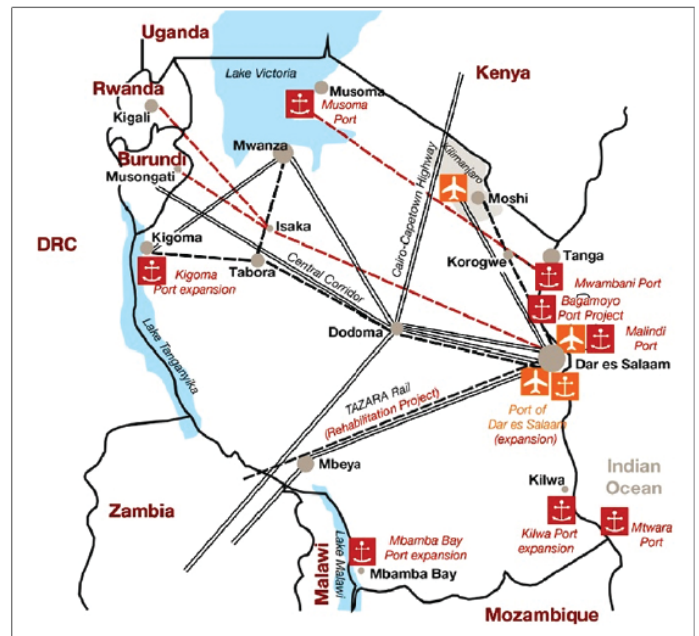 Uganda
Lake Victoria
Kenya
Rwanda
Kigali
Musoma
Musoma
Port
Mwanza
Cairo-Capetown Highway
Kilimanjaro
Burundi
Musongati
Moshi
DRC
Kigoma
Isaka
Kigoma
Port expansion
Tabora
Central Corridor
Korogwe
Tanga
Mwambani Port
Bagamoyo
Port Project
Lake Tanganyika
Dodoma
Malindi
Port
Dar es Salaam
TAZARA Rail
(Rehabilitation Project)
Port of
Dar es Salaam
(expansion)
Mbeya
Indian
Ocean
Kilwa
Zambia
Malawi
Lake Malawi
Mbamba Bay
Port expansion
Mbamba Bay
Kilwa Port
expansion
Mtwara
Port
Mozambique